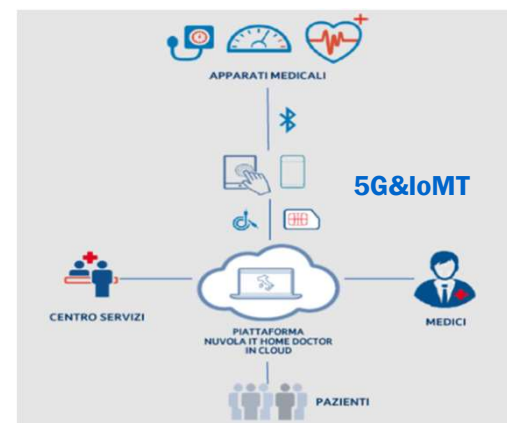 APPARATI MEDICALI
5G&IoMT
CENTRO SERVIZI
MEDICI
PIATTAFORMA
NUVOLA IT HOME DOCTOR
IN CLOUD
PAZIENTI